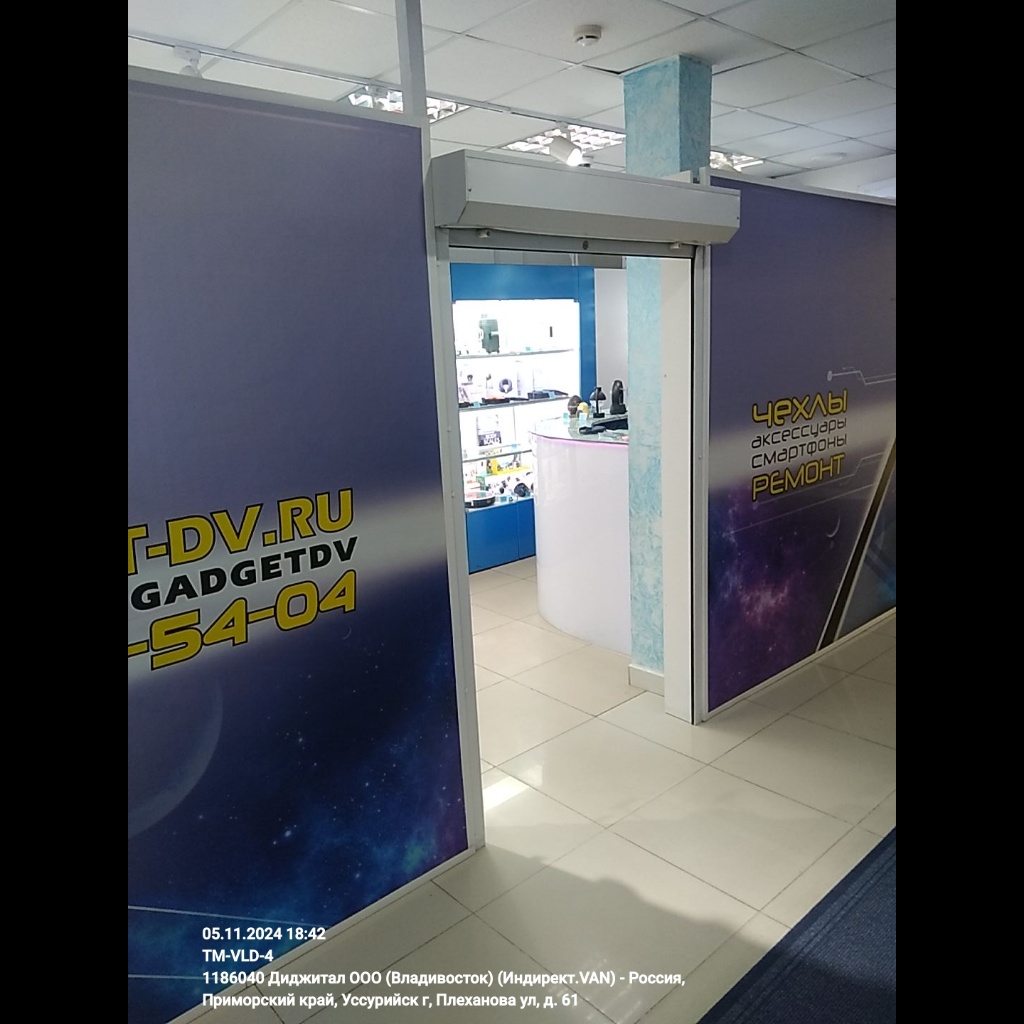 T-DV.RU
GADGETDV
-54-04
ЧЕХЛЫ
аксессуары
смартфоны
РЕМОНТ
05.11.2024 18:42
TM-VLD-4
1186040 Диджитал ООО (Владивосток) (Индирект.VAN) - Россия,
Приморский край, Уссурийск г, Плеханова ул, д. 61